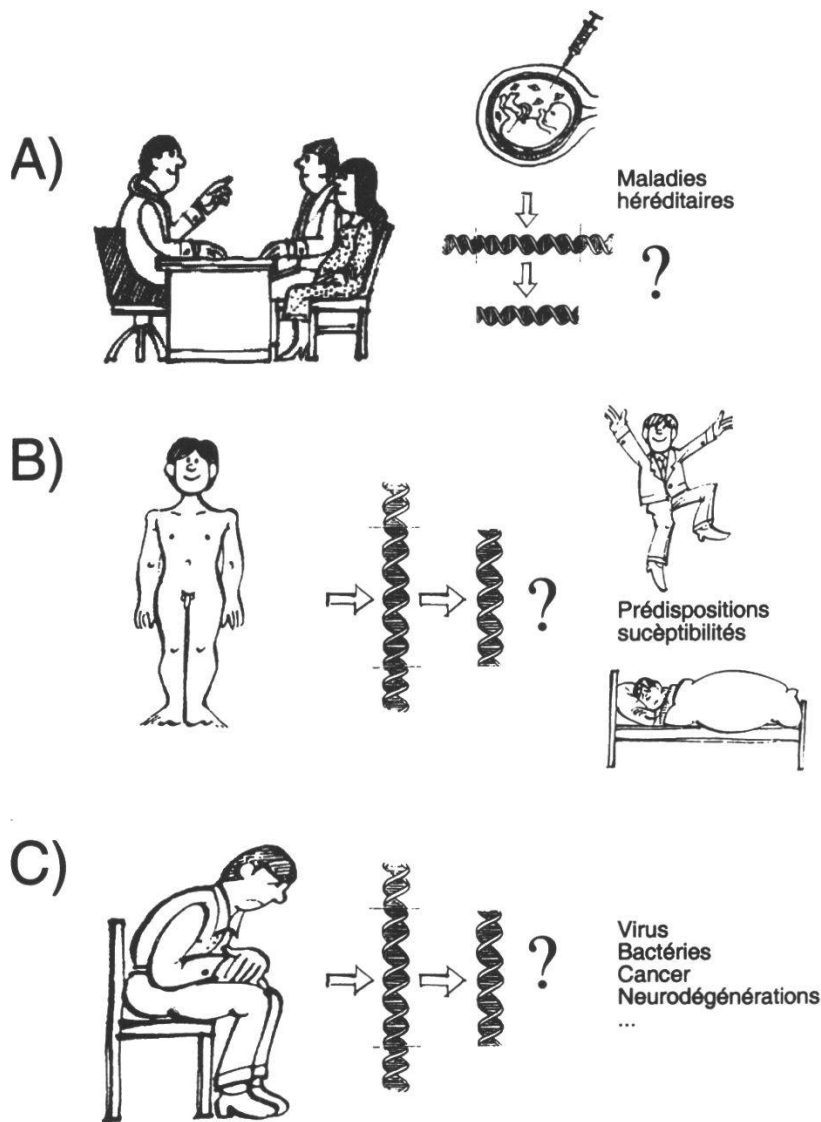 A)
Maladies
héréditaires
?
B)
?
Prédispositions
sucèptibilités
C)
?
Virus
Bactéries
Cancer
Neurodégénérations
...